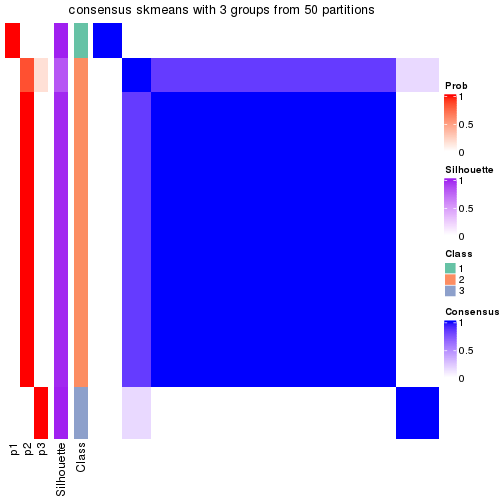 consensus skmeans with 3 groups from 50 partitions
Prob
1
0.5
0
Silhouette
1
0.5
0
Class
1
2
3
Consensus
1
0.5
0
p1
p2
p3
Silhouette
Class